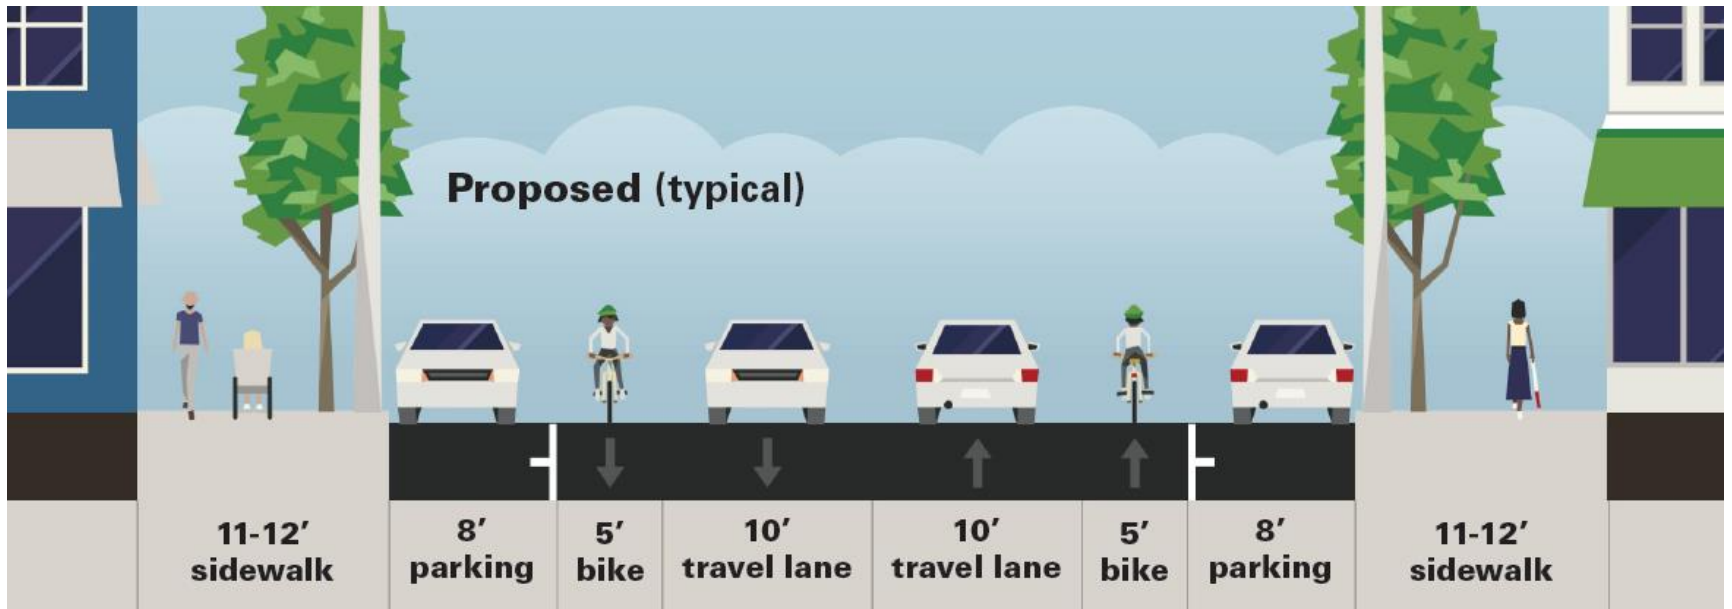 Proposed (typical)
11-12’
sidewalk
8’
parking
5’
bike
10’
travel lane
10’
travel lane
5’
bike
8’
parking
11-12’
sidewalk